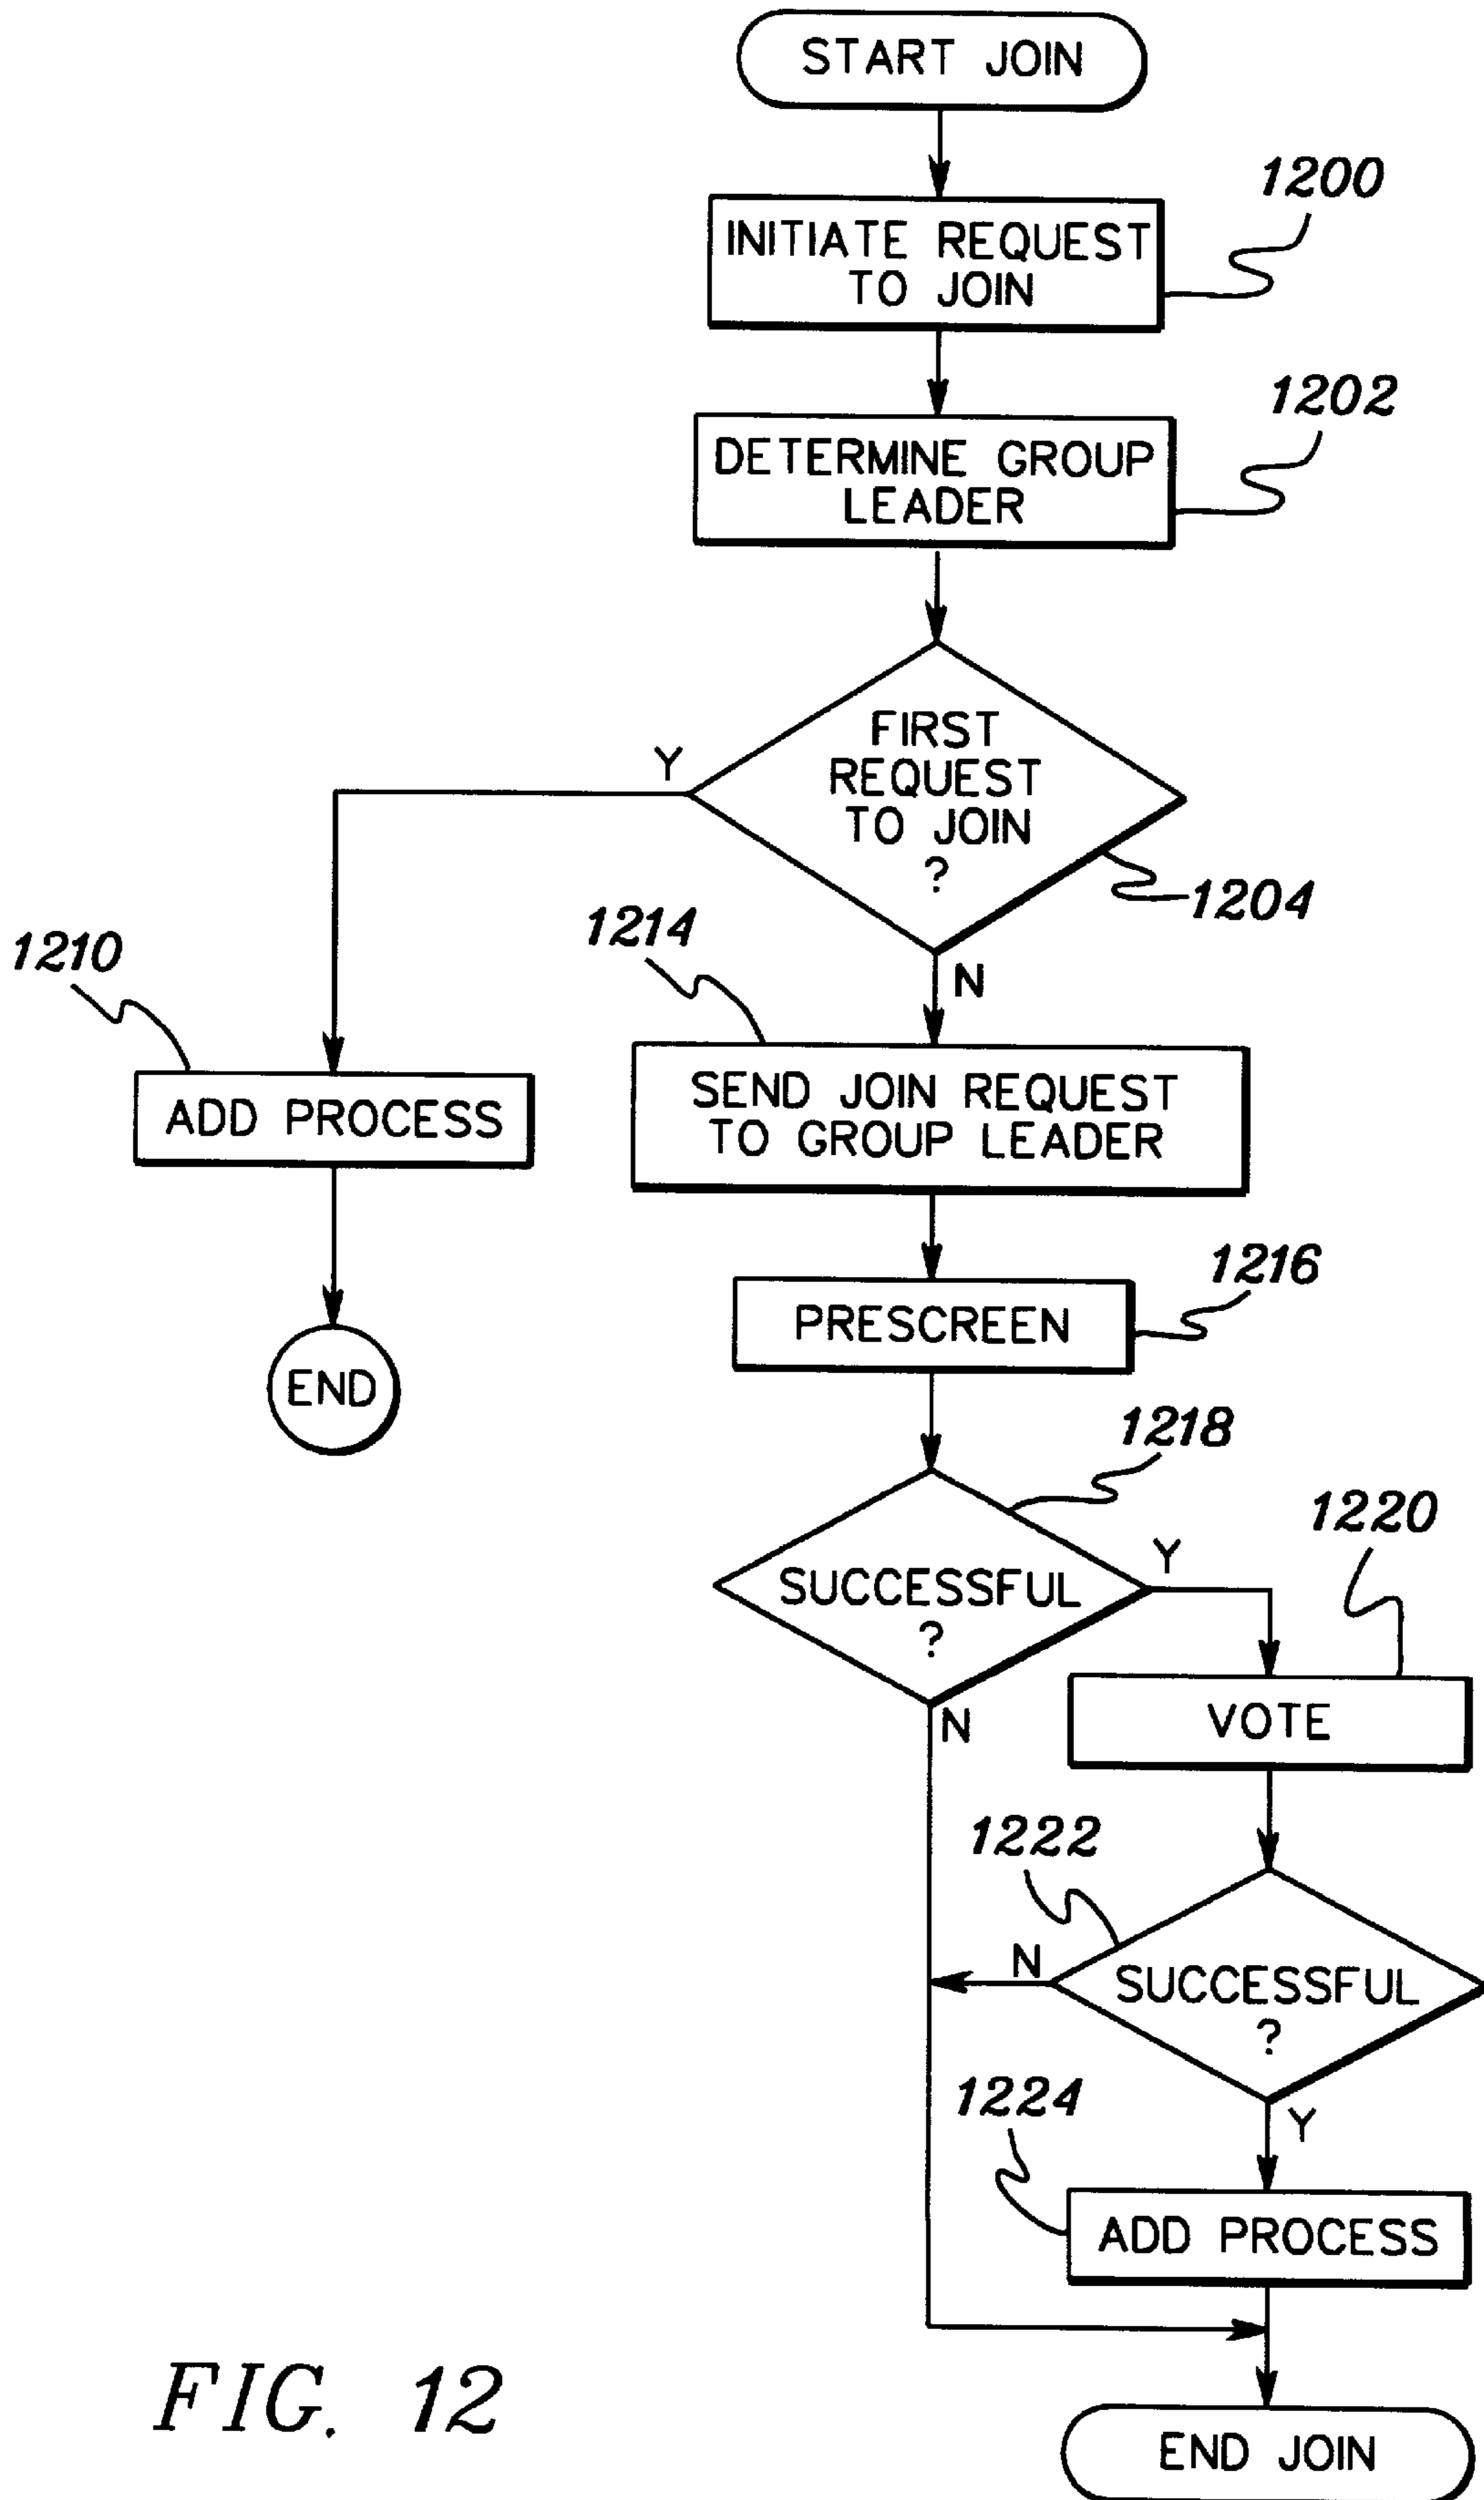 START JOIN
1200
INITIATE REQUEST
TO JOIN
1202
DETERMINE GROUP
LEADER
FIRST
REQUEST
TO JOIN
?
Y
1204
N
1210
1214
ADD PROCESS
SEND JOIN REQUEST
TO GROUP LEADER
END
1216
PRESCREEN
1218
SUCCESSFUL
?
Y
N
1220
VOTE
1222
SUCCESSFUL
?
N
Y
1224
ADD PROCESS
END JOIN
FIG. 12